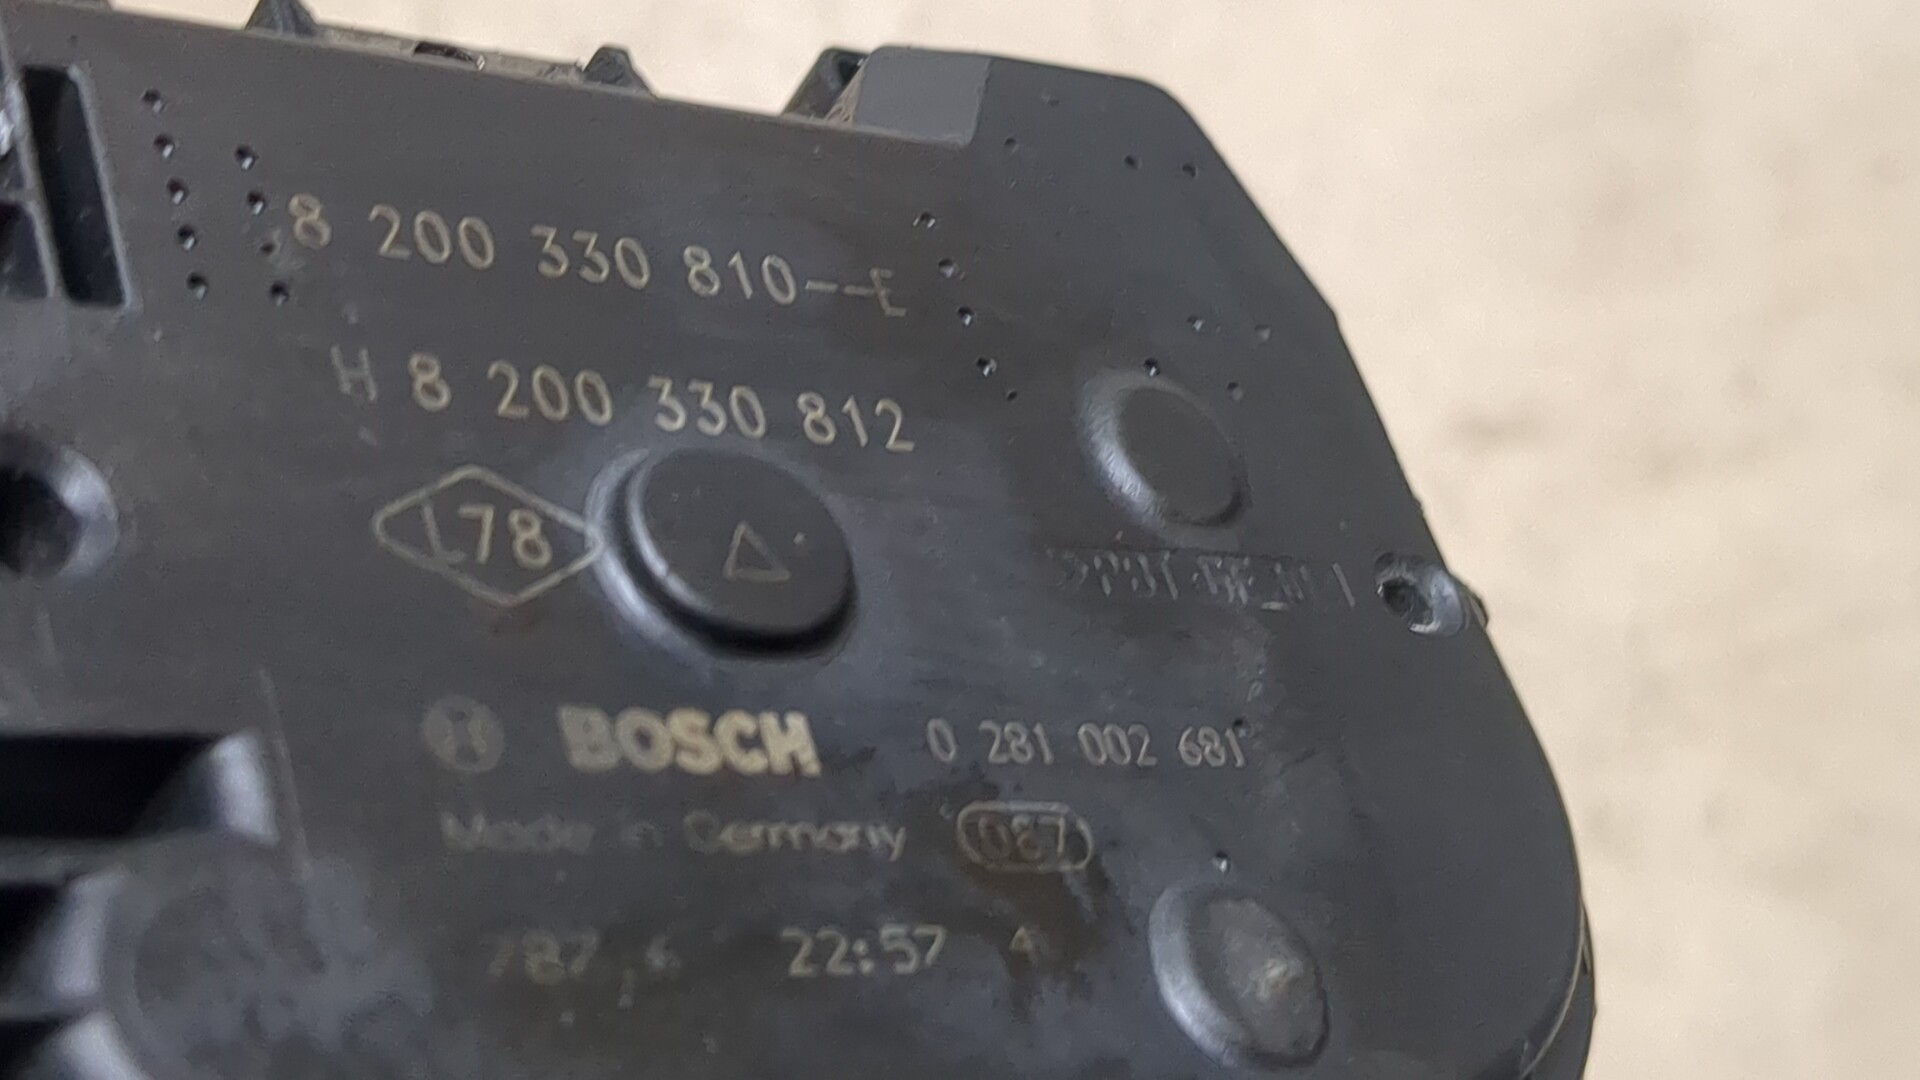 8 200 330 810--E
H 8 200 330 812
L78
BOSCH 0 281 002 681
Made in Germany 087
787 22:57